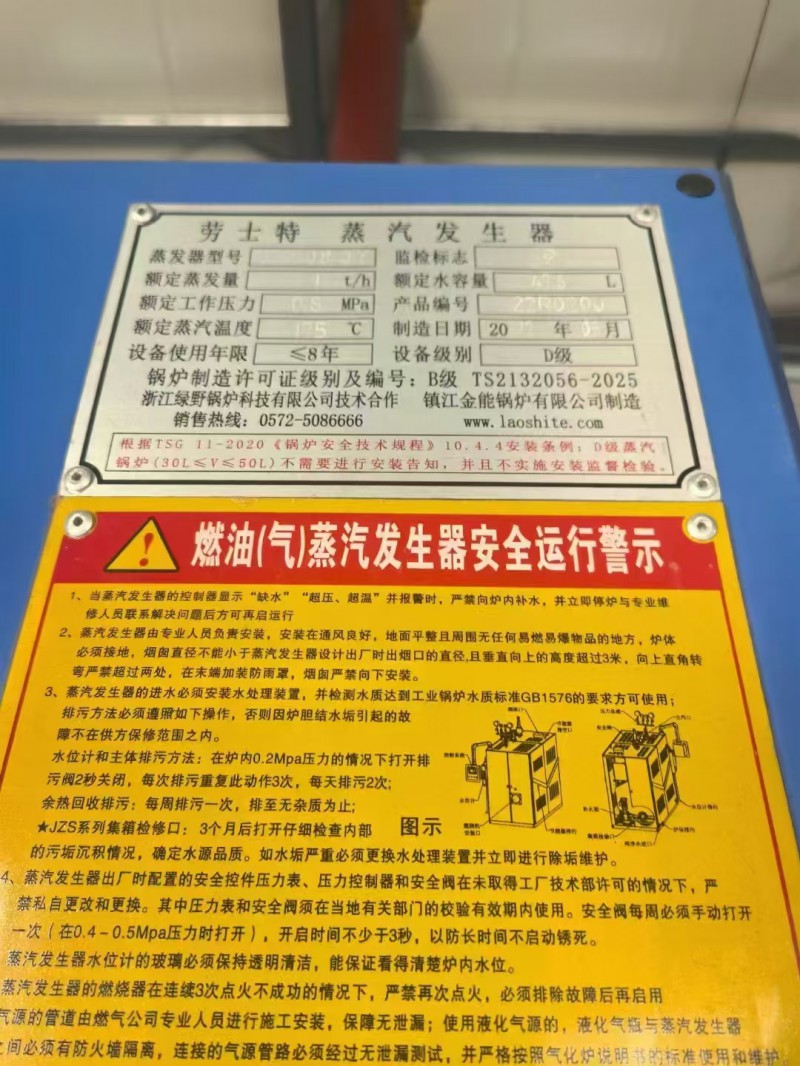 劳士特 蒸汽发生器
蒸发器型号 监检标志
额定蒸发量 t/h 额定水容量 L
额定工作压力 0.8 MPa 产品编号
额定蒸汽温度 ℃ 制造日期 20 年 月
设备使用年限 ≤8年 设备级别 D级
锅炉制造许可证级别及编号：B级 TS2132056-2025
浙江绿野锅炉科技有限公司技术合作 镇江金能锅炉有限公司制造
销售热线：0572-5086666 www.laoshite.com
根据TSG 11-2020《锅炉安全技术规程》10.4.4安装条例：D级蒸汽
锅炉(30L≤V≤50L)不需要进行安装告知，并且不实施安装监督检验。
燃油(气)蒸汽发生器安全运行警示
1、当蒸汽发生器的控制器显示“缺水”“超压、超温”并报警时，严禁向炉内补水，并立即停炉与专业维
修人员联系解决问题后方可再启运行
2、蒸汽发生器由专业人员负责安装，安装在通风良好，地面平整且周围无任何易燃易爆物品的地方，炉体
必须接地，烟囱直径不能小于蒸汽发生器设计出厂时出烟口的直径,且垂直向上的高度超过3米，向上直角转
弯严禁超过两处，在末端加装防雨罩，烟囱严禁向下安装。
3、蒸汽发生器的进水必须安装水处理装置，并检测水质达到工业锅炉水质标准GB1576的要求方可使用；
排污方法必须遵照如下操作，否则因炉胆结水垢引起的故
障不在供方保修范围之内。
水位计和主体排污方法：在炉内0.2Mpa压力的情况下打开排
污阀2秒关闭，每次排污重复此动作3次，每天排污2次；
余热回收排污：每周排污一次，排至无杂质为止；
★JZS系列集箱检修口：3个月后打开仔细检查内部 图示
的污垢沉积情况，确定水源品质。如水垢严重必须更换水处理装置并立即进行除垢维护。
4、蒸汽发生器出厂时配置的安全控件压力表、压力控制器和安全阀在未取得工厂技术部许可的情况下，严
禁私自更改和更换。其中压力表和安全阀须在当地有关部门的校验有效期内使用。安全阀每周必须手动打开
一次（在0.4－0.5Mpa压力时打开），开启时间不少于3秒，以防长时间不启动锈死。
蒸汽发生器水位计的玻璃必须保持透明清洁，能保证看得清楚炉内水位。
蒸汽发生器的燃烧器在连续3次点火不成功的情况下，严禁再次点火，必须排除故障后再启用
气源的管道由燃气公司专业人员进行施工安装，保障无泄漏；使用液化气源的，液化气瓶与蒸汽发生器
之间必须有防火墙隔离，连接的气源管路必须经过无泄漏测试，并严格按照气化炉说明书的标准使用和维护。